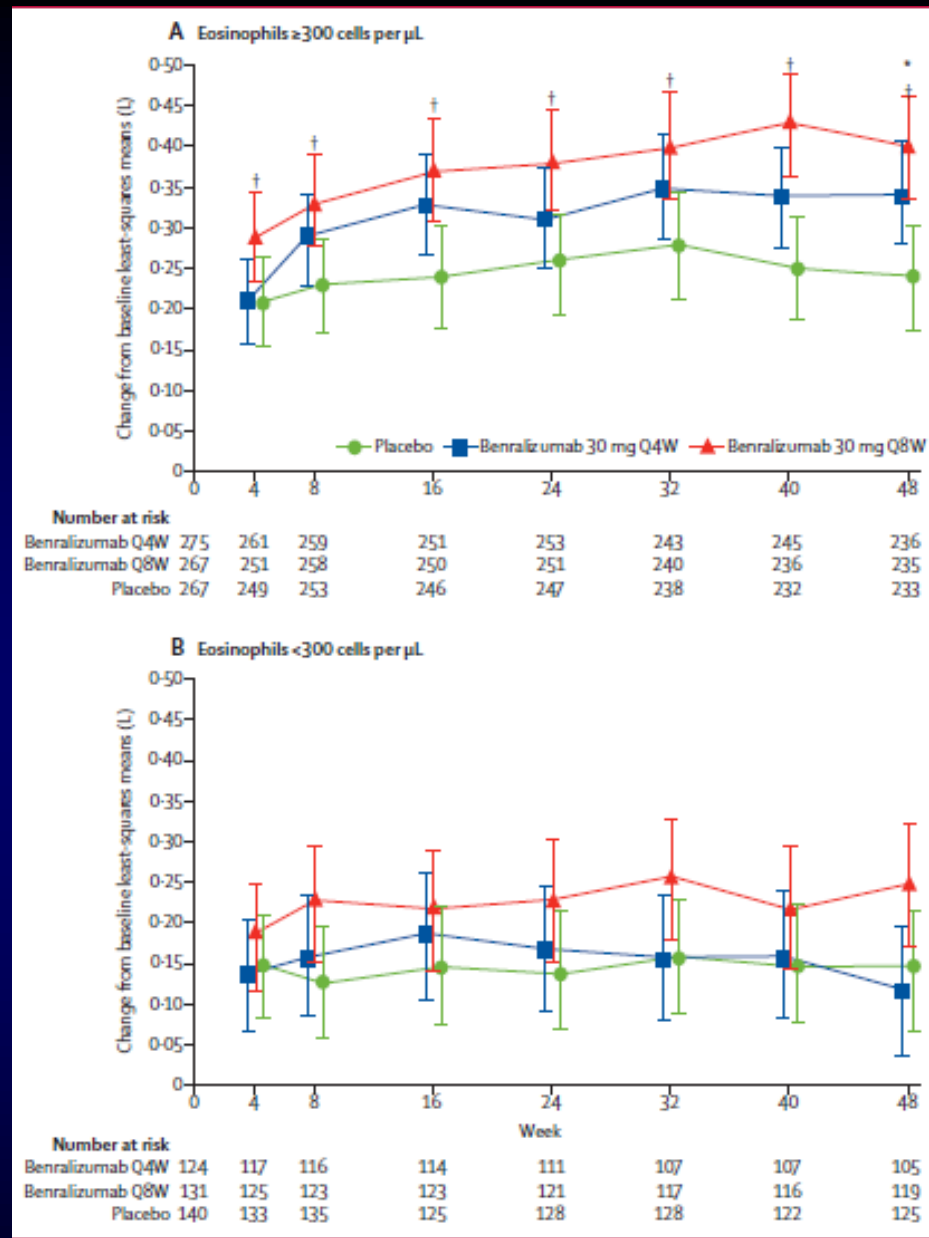 A Eosinophils ≥300 cells per µL
Change from baseline least-squares means (L)
0·50
0·45
0·40
0·35
0·30
0·25
0·20
0·15
0·10
0·05
0
† † † † † † * †
Placebo Benralizumab 30 mg Q4W Benralizumab 30 mg Q8W
0 4 8 16 24 32 40 48
Number at risk
Benralizumab Q4W 275 261 259 251 253 243 245 236
Benralizumab Q8W 267 251 258 250 251 240 236 235
Placebo 267 249 253 246 247 238 232 233
B Eosinophils <300 cells per µL
Change from baseline least-squares means (L)
0·50
0·45
0·40
0·35
0·30
0·25
0·20
0·15
0·10
0·05
0
0 4 8 16 24 32 40 48
Week
Number at risk
Benralizumab Q4W 124 117 116 114 111 107 107 105
Benralizumab Q8W 131 125 123 123 121 117 116 119
Placebo 140 133 135 125 128 128 122 125